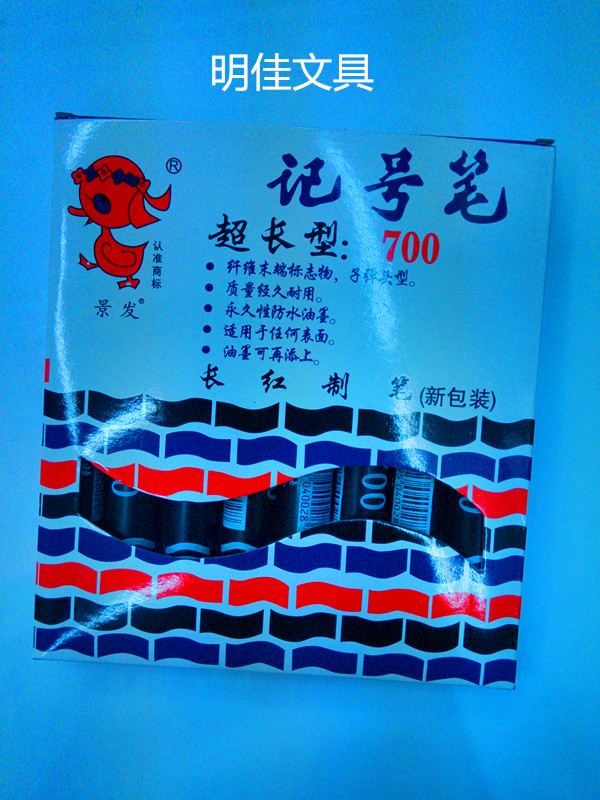 明佳文具
®
记号笔
超长型：700
认准商标
景发®
● 纤维末端标志物，子弹头型。
● 质量经久耐用。
● 永久性防水油墨。
● 适用于任何表面。
● 油墨可再添上。
长红制笔(新包装)
00